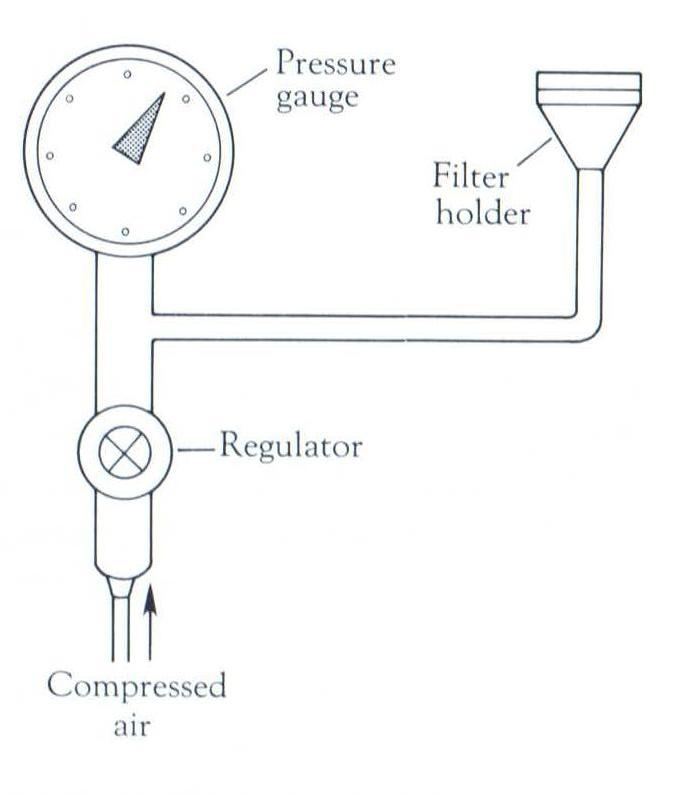 Pressure
gauge
Filter
holder
Regulator
Compressed
air